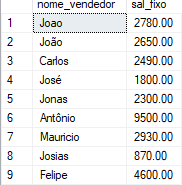 nome_vendedor sal_fixo
1 Joao 2780.00
2 João 2650.00
3 Carlos 2490.00
4 José 1800.00
5 Jonas 2300.00
6 Antônio 9500.00
7 Mauricio 2930.00
8 Josias 870.00
9 Felipe 4600.00